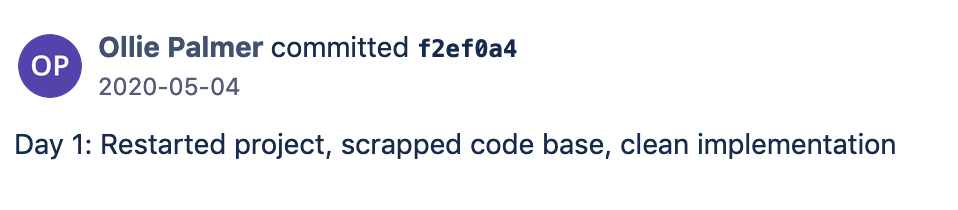 OP
Ollie Palmer committed f2ef0a4
2020-05-04
Day 1: Restarted project, scrapped code base, clean implementation